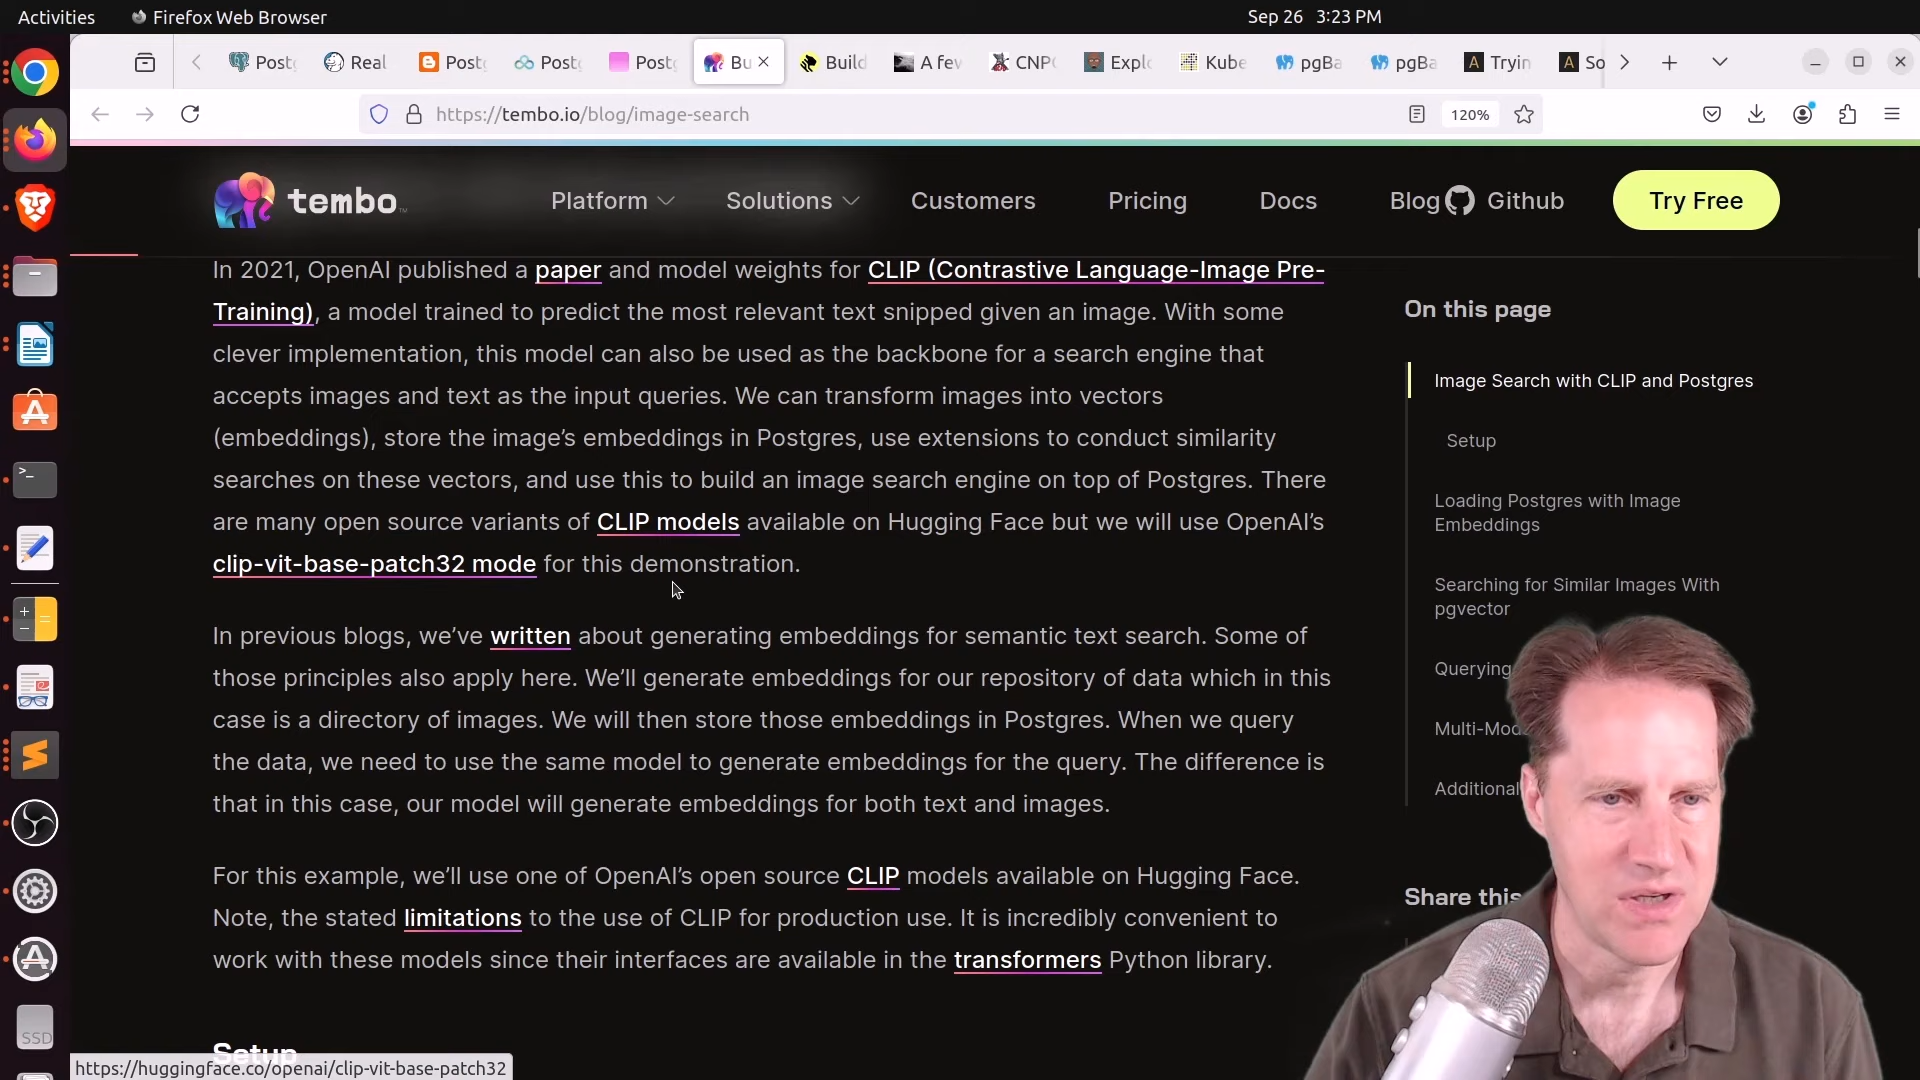 Activities
Firefox Web Browser
Sep 26 3:23 PM
Postg
Real
Postg
Postg
Postg
Bu
Build
A few
CNPG
Explo
Kube
pgBa
pgBa
Tryin
So
https://tembo.io/blog/image-search
120%
tembo
Platform
Solutions
Customers
Pricing
Docs
Blog
Github
Try Free
In 2021, OpenAI published a paper and model weights for CLIP (Contrastive Language-Image Pre-
Training), a model trained to predict the most relevant text snipped given an image. With some
clever implementation, this model can also be used as the backbone for a search engine that
accepts images and text as the input queries. We can transform images into vectors
(embeddings), store the image’s embeddings in Postgres, use extensions to conduct similarity
searches on these vectors, and use this to build an image search engine on top of Postgres. There
are many open source variants of CLIP models available on Hugging Face but we will use OpenAI’s
clip-vit-base-patch32 mode for this demonstration.
In previous blogs, we’ve written about generating embeddings for semantic text search. Some of
those principles also apply here. We’ll generate embeddings for our repository of data which in this
case is a directory of images. We will then store those embeddings in Postgres. When we query
the data, we need to use the same model to generate embeddings for the query. The difference is
that in this case, our model will generate embeddings for both text and images.
For this example, we’ll use one of OpenAI’s open source CLIP models available on Hugging Face.
Note, the stated limitations to the use of CLIP for production use. It is incredibly convenient to
work with these models since their interfaces are available in the transformers Python library.
Setup
On this page
Image Search with CLIP and Postgres
Setup
Loading Postgres with Image
Embeddings
Searching for Similar Images With
pgvector
Querying
Multi-Mod
Additional
Share this
SSD
https://huggingface.co/openai/clip-vit-base-patch32